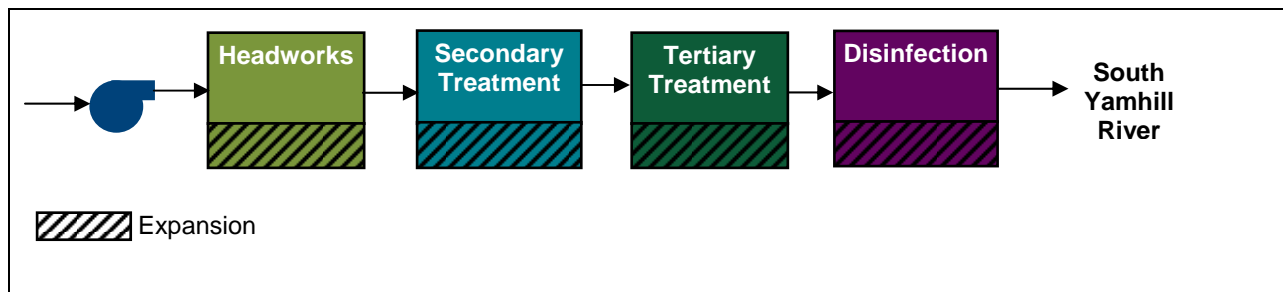 Headworks
Secondary
Treatment
Tertiary
Treatment
Disinfection
South
Yamhill
River
Expansion